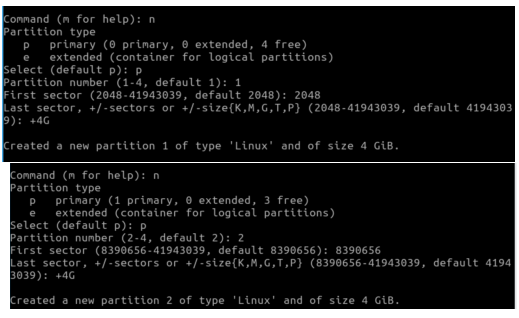 Command (m for help): n
Partition type
   p   primary (0 primary, 0 extended, 4 free)
   e   extended (container for logical partitions)
Select (default p): p
Partition number (1-4, default 1): 1
First sector (2048-41943039, default 2048): 2048
Last sector, +/-sectors or +/-size{K,M,G,T,P} (2048-41943039, default 4194303
9): +4G
Created a new partition 1 of type 'Linux' and of size 4 GiB.
Command (m for help): n
Partition type
   p   primary (1 primary, 0 extended, 3 free)
   e   extended (container for logical partitions)
Select (default p): p
Partition number (2-4, default 2): 2
First sector (8390656-41943039, default 8390656): 8390656
Last sector, +/-sectors or +/-size{K,M,G,T,P} (8390656-41943039, default 4194
3039): +4G
Created a new partition 2 of type 'Linux' and of size 4 GiB.